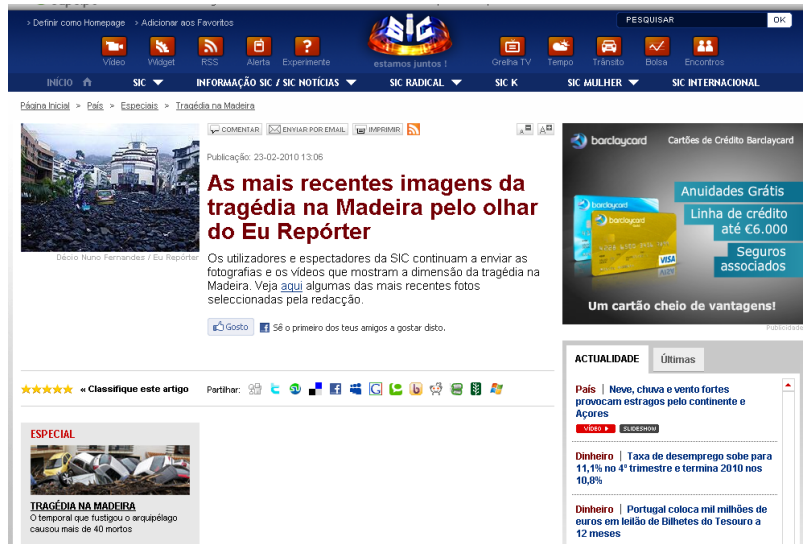 > Definir como Homepage > Adicionar aos Favoritos
PESQUISAR
OK
Vídeo
Widget
RSS
Alerta
Experimente
SIC
estamos juntos !
Grelha TV
Tempo
Trânsito
Bolsa
Encontros
INÍCIO
SIC
INFORMAÇÃO SIC / SIC NOTÍCIAS
SIC RADICAL
SIC K
SIC MULHER
SIC INTERNACIONAL
Página Inicial > País > Especiais > Tragédia na Madeira
COMENTAR
ENVIAR POR EMAIL
IMPRIMIR
Publicação: 23-02-2010 13:06
As mais recentes imagens da
tragédia na Madeira pelo olhar
do Eu Repórter
Décio Nuno Fernandes / Eu Repórter
Os utilizadores e espectadores da SIC continuam a enviar as
fotografias e os vídeos que mostram a dimensão da tragédia na
Madeira. Veja aqui algumas das mais recentes fotos
seleccionadas pela redacção.
Gosto
Sê o primeiro dos teus amigos a gostar disto.
« Classifique este artigo
Partilhar:
ESPECIAL
TRAGÉDIA NA MADEIRA
O temporal que fustigou o arquipélago
causou mais de 40 mortos
barclaycard
Cartões de Crédito Barclaycard
barclaycard
barclaycard
VISA
Anuidades Grátis
Linha de crédito
até €6.000
Seguros
associados
Um cartão cheio de vantagens!
Publicidade
ACTUALIDADE
Últimas
País | Neve, chuva e vento fortes
provocam estragos pelo continente e
Açores
VÍDEO
SLIDESHOW
Dinheiro | Taxa de desemprego sobe para
11,1% no 4º trimestre e termina 2010 nos
10,8%
Dinheiro | Portugal coloca mil milhões de
euros em leilão de Bilhetes do Tesouro a
12 meses